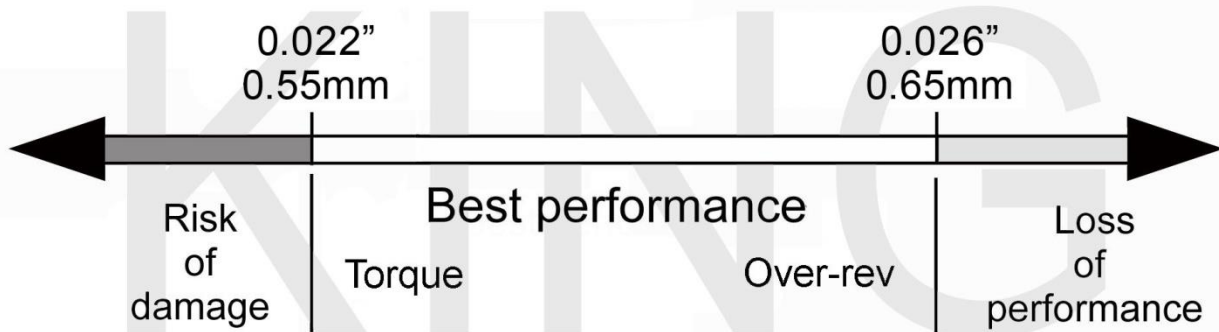 KING
0.022” 0.026”
0.55mm 0.65mm
Best performance
Risk
of
damage
Torque
Over-rev
Loss
of
performance